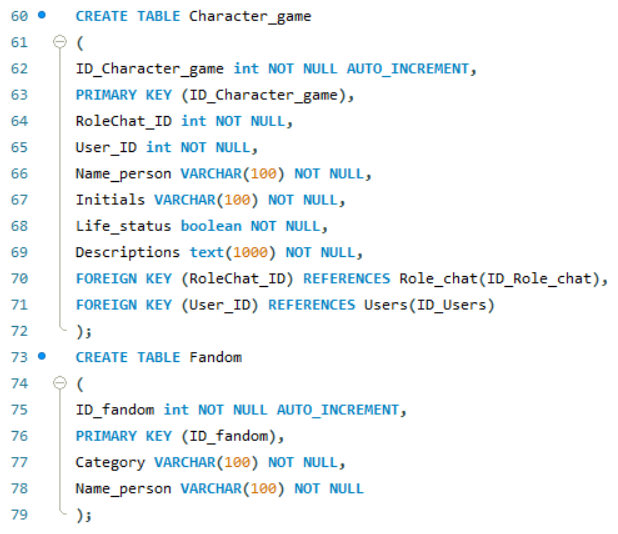 60 CREATE TABLE Character_game
61 (
62 ID_Character_game int NOT NULL AUTO_INCREMENT,
63 PRIMARY KEY (ID_Character_game),
64 RoleChat_ID int NOT NULL,
65 User_ID int NOT NULL,
66 Name_person VARCHAR(100) NOT NULL,
67 Initials VARCHAR(100) NOT NULL,
68 Life_status boolean NOT NULL,
69 Descriptions text(1000) NOT NULL,
70 FOREIGN KEY (RoleChat_ID) REFERENCES Role_chat(ID_Role_chat),
71 FOREIGN KEY (User_ID) REFERENCES Users(ID_Users)
72 );
73 CREATE TABLE Fandom
74 (
75 ID_fandom int NOT NULL AUTO_INCREMENT,
76 PRIMARY KEY (ID_fandom),
77 Category VARCHAR(100) NOT NULL,
78 Name_person VARCHAR(100) NOT NULL
79 );